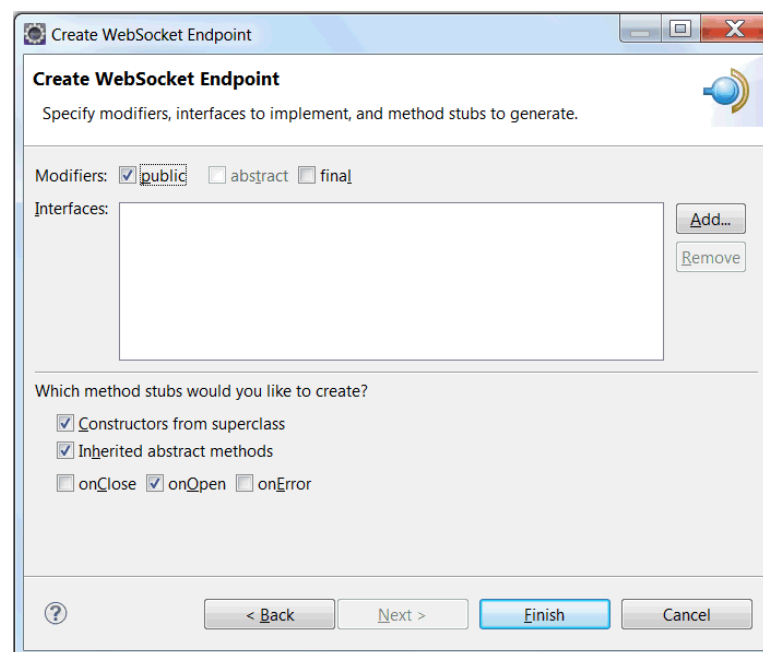 Create WebSocket Endpoint
Create WebSocket Endpoint
Specify modifiers, interfaces to implement, and method stubs to generate.
Modifiers: public abstract final
Interfaces:
Add...
Remove
Which method stubs would you like to create?
Constructors from superclass
Inherited abstract methods
onClose onOpen onError
? < Back Next > Finish Cancel